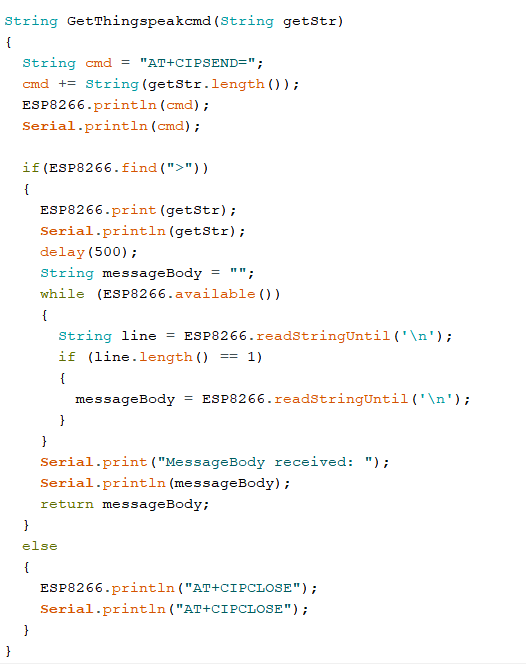 String GetThingspeakcmd(String getStr)
{
  String cmd = "AT+CIPSEND=";
  cmd += String(getStr.length());
  ESP8266.println(cmd);
  Serial.println(cmd);

  if(ESP8266.find(">"))
  {
    ESP8266.print(getStr);
    Serial.println(getStr);
    delay(500);
    String messageBody = "";
    while (ESP8266.available())
    {
      String line = ESP8266.readStringUntil('\n');
      if (line.length() == 1)
      {
        messageBody = ESP8266.readStringUntil('\n');
      }
    }
    Serial.print("MessageBody received: ");
    Serial.println(messageBody);
    return messageBody;
  }
  else
  {
    ESP8266.println("AT+CIPCLOSE");
    Serial.println("AT+CIPCLOSE");
  }
}